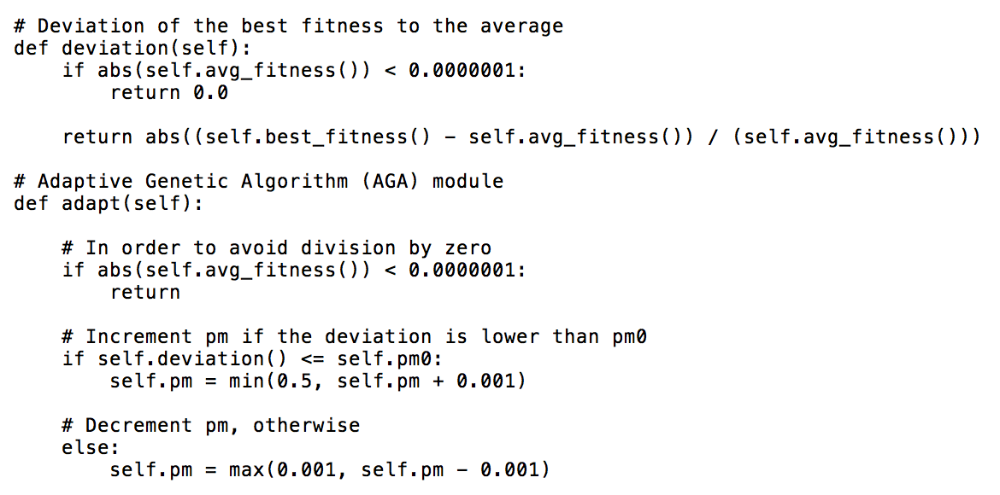 # Deviation of the best fitness to the average
def deviation(self):
    if abs(self.avg_fitness()) < 0.0000001:
        return 0.0

    return abs((self.best_fitness() - self.avg_fitness()) / (self.avg_fitness()))

# Adaptive Genetic Algorithm (AGA) module
def adapt(self):

    # In order to avoid division by zero
    if abs(self.avg_fitness()) < 0.0000001:
        return

    # Increment pm if the deviation is lower than pm0
    if self.deviation() <= self.pm0:
        self.pm = min(0.5, self.pm + 0.001)

    # Decrement pm, otherwise
    else:
        self.pm = max(0.001, self.pm - 0.001)